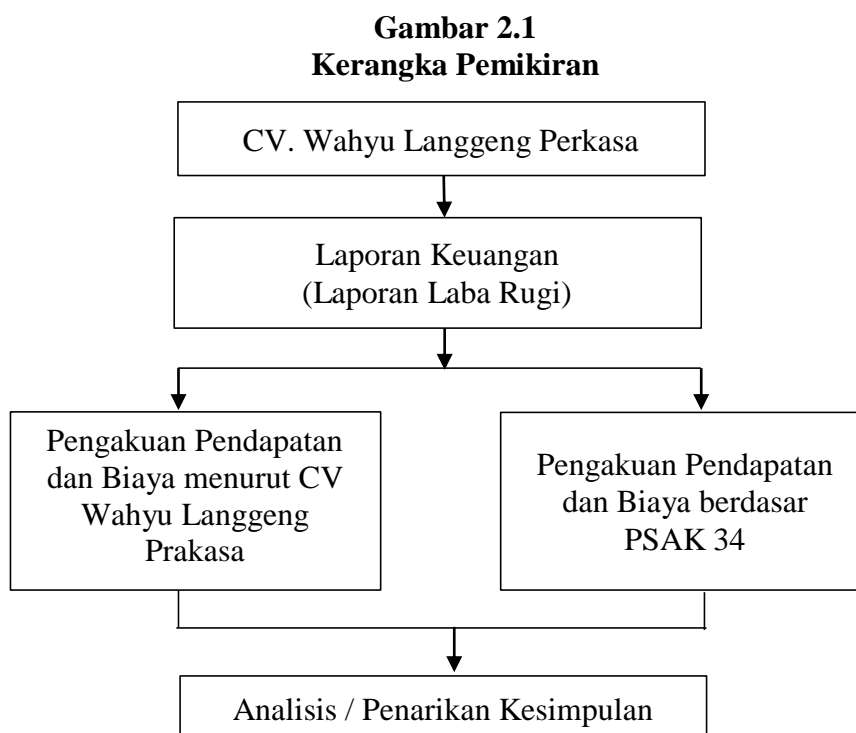 Gambar 2.1
Kerangka Pemikiran
CV. Wahyu Langgeng Perkasa
Laporan Keuangan
(Laporan Laba Rugi)
Pengakuan Pendapatan
dan Biaya menurut CV
Wahyu Langgeng
Prakasa
Pengakuan Pendapatan
dan Biaya berdasar
PSAK 34
Analisis / Penarikan Kesimpulan